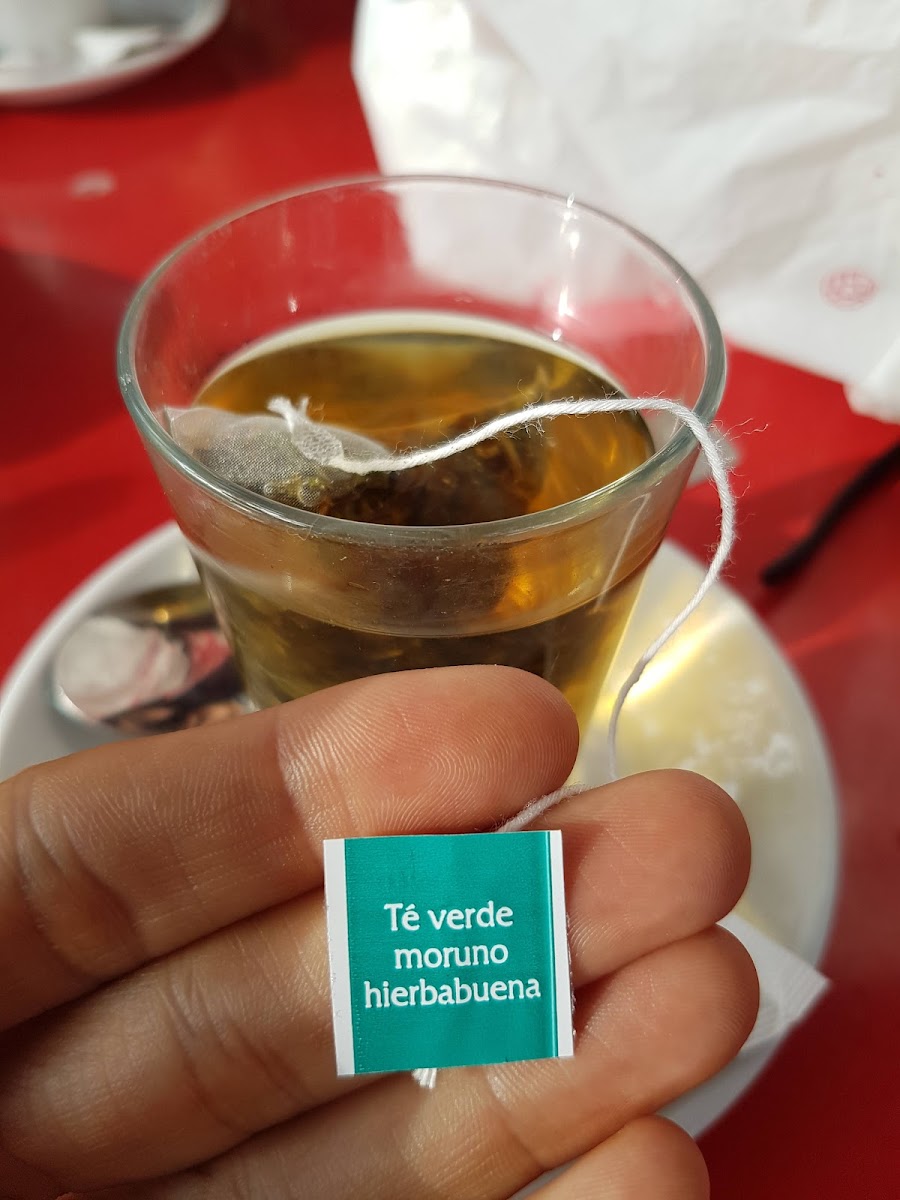 Té verde
moruno
hierbabuena